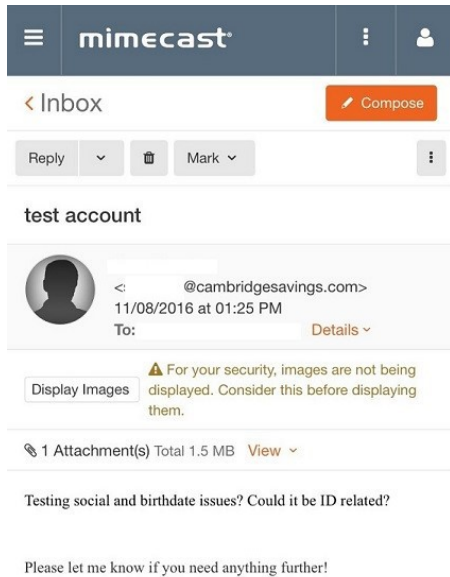 mimecast
Inbox
Compose
Reply
Mark
test account
< @cambridgesavings.com>
11/08/2016 at 01:25 PM
To:
Details
Display Images
For your security, images are not being
displayed. Consider this before displaying
them.
1 Attachment(s) Total 1.5 MB View
Testing social and birthdate issues? Could it be ID related?
Please let me know if you need anything further!